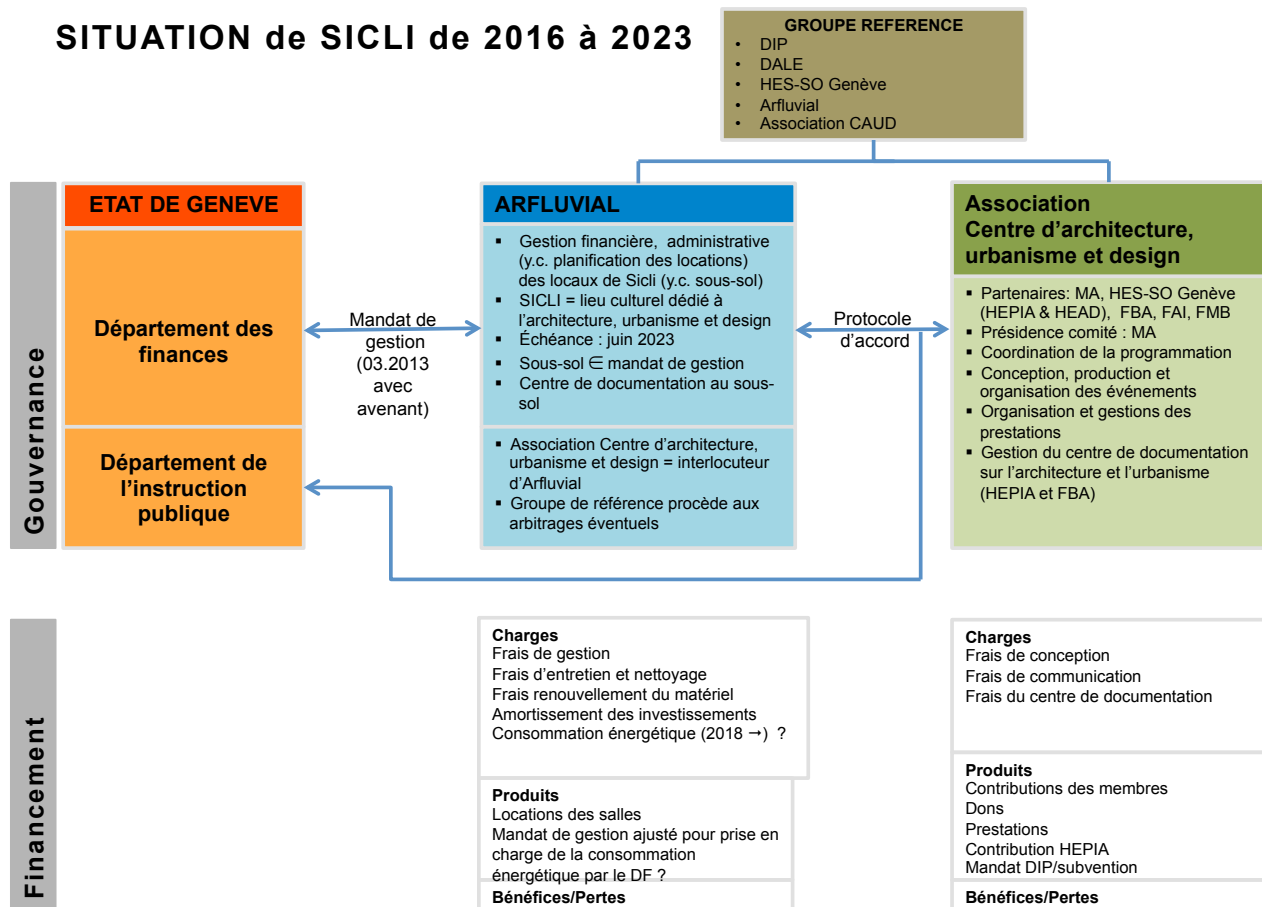 SITUATION de SICLI de 2016 à 2023
GROUPE REFERENCE
• DIP
• DALE
• HES-SO Genève
• Arfluvial
• Association CAUD
Gouvernance
ETAT DE GENEVE
Département des
finances
Département de
l’instruction
publique
Mandat de
gestion
(03.2013
avec
avenant)
ARFLUVIAL
▪ Gestion financière, administrative
(y.c. planification des locations)
des locaux de Sicli (y.c. sous-sol)
▪ SICLI = lieu culturel dédié à
l’architecture, urbanisme et design
▪ Échéance : juin 2023
▪ Sous-sol ∈ mandat de gestion
▪ Centre de documentation au sous-
sol
▪ Association Centre d’architecture,
urbanisme et design = interlocuteur
d’Arfluvial
▪ Groupe de référence procède aux
arbitrages éventuels
Protocole
d’accord
Association
Centre d’architecture,
urbanisme et design
▪ Partenaires: MA, HES-SO Genève
(HEPIA & HEAD), FBA, FAI, FMB
▪ Présidence comité : MA
▪ Coordination de la programmation
▪ Conception, production et
organisation des événements
▪ Organisation et gestions des
prestations
▪ Gestion du centre de documentation
sur l’architecture et l’urbanisme
(HEPIA et FBA)
Financement
Charges
Frais de gestion
Frais d’entretien et nettoyage
Frais renouvellement du matériel
Amortissement des investissements
Consommation énergétique (2018 →) ?
Produits
Locations des salles
Mandat de gestion ajusté pour prise en
charge de la consommation
énergétique par le DF ?
Bénéfices/Pertes
Charges
Frais de conception
Frais de communication
Frais du centre de documentation
Produits
Contributions des membres
Dons
Prestations
Contribution HEPIA
Mandat DIP/subvention
Bénéfices/Pertes